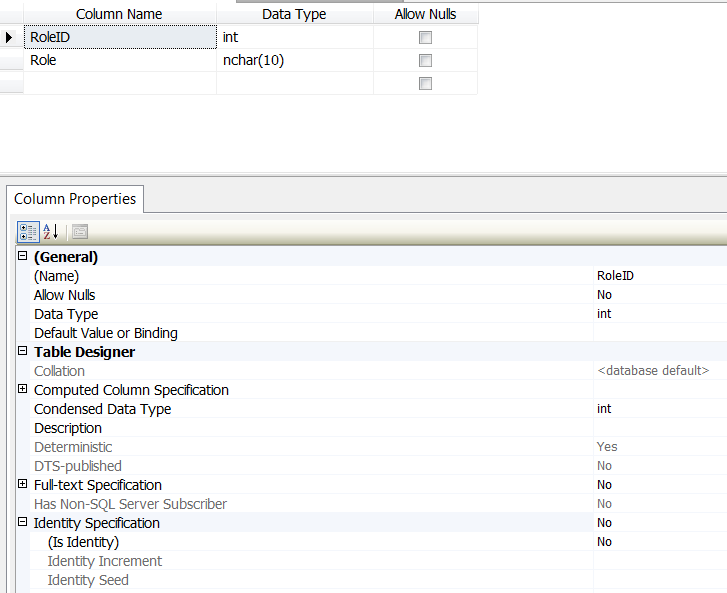 Column Name Data Type Allow Nulls
RoleID int
Role nchar(10)
Column Properties
A Z
(General)
(Name) RoleID
Allow Nulls No
Data Type int
Default Value or Binding
Table Designer
Collation <database default>
Computed Column Specification
Condensed Data Type int
Description
Deterministic Yes
DTS-published No
Full-text Specification No
Has Non-SQL Server Subscriber No
Identity Specification No
(Is Identity) No
Identity Increment
Identity Seed